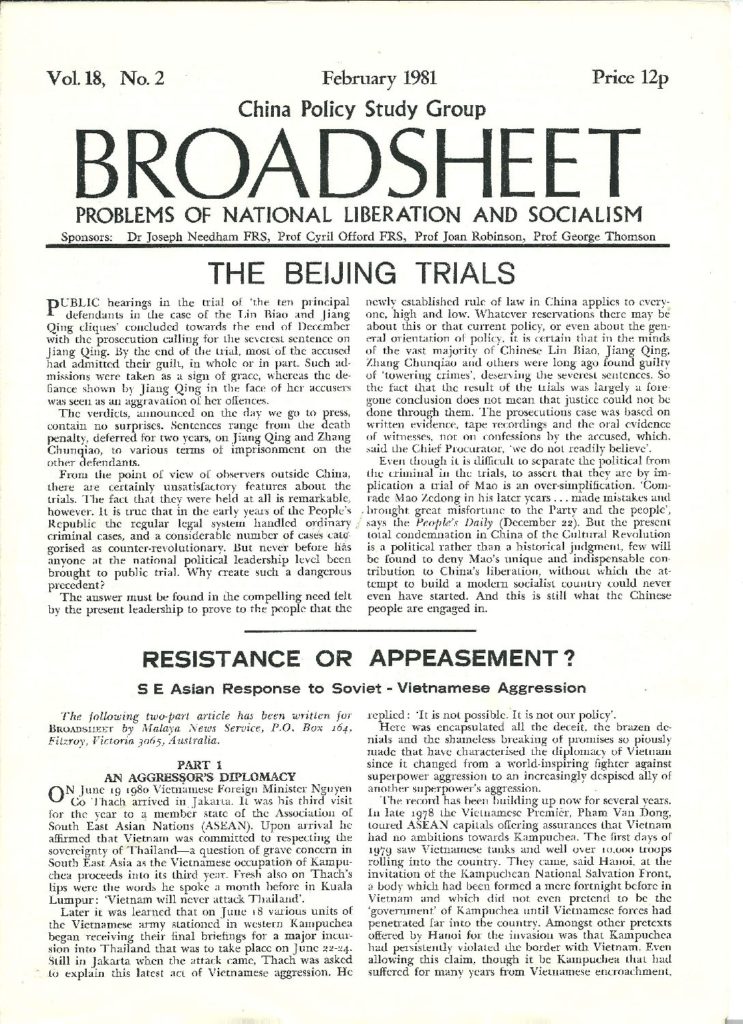 Vol. 18, No. 2 February 1981 Price 12p
China Policy Study Group
BROADSHEET
PROBLEMS OF NATIONAL LIBERATION AND SOCIALISM
Sponsors: Dr Joseph Needham FRS, Prof Cyril Offord FRS, Prof Joan Robinson, Prof George Thomson
THE BEIJING TRIALS
PUBLIC hearings in the trial of 'the ten principal
defendants in the case of the Lin Biao and Jiang
Qing cliques' concluded towards the end of December
with the prosecution calling for the severest sentence on
Jiang Qing. By the end of the trial, most of the accused
had admitted their guilt, in whole or in part. Such ad-
missions were taken as a sign of grace, whereas the de-
fiance shown by Jiang Qing in the face of her accusers
was seen as an aggravation of her offences.
The verdicts, announced on the day we go to press,
contain no surprises. Sentences range from the death
penalty, deferred for two years, on Jiang Qing and Zhang
Chunqiao, to various terms of imprisonment on the
other defendants.
From the point of view of observers outside China,
there are certainly unsatisfactory features about the
trials. The fact that they were held at all is remarkable,
however. It is true that in the early years of the People's
Republic the regular legal system handled ordinary
criminal cases, and a considerable number of cases cate
gorised as counter-revolutionary. But never before has
anyone at the national political leadership level been
brought to public trial. Why create such a dangerous
precedent?
The answer must be found in the compelling need felt
by the present leadership to prove to the people that the
newly established rule of law in China applies to every-
one, high and low. Whatever reservations there may be
about this or that current policy, or even about the gen-
eral orientation of policy, it is certain that in the minds
of the vast majority of Chinese Lin Biao, Jiang Qing,
Zhang Chunqiao and others were long ago found guilty
of 'towering crimes', deserving the severest sentences. So
the fact that the result of the trials was largely a fore
gone conclusion does not mean that justice could not be
done through them. The prosecutions case was based on
written evidence, tape recordings and the oral evidence
of witnesses, not on confessions by the accused, which,
said the Chief Procurator, 'we do not readily believe'.
Even though it is difficult to separate the political from
the criminal in the trials, to assert that they are by im-
plication a trial of Mao is an over-simplification. 'Com-
rade Mao Zedong in his later years . . . made mistakes and
brought great misfortune to the Party and the people',
says the People's Daily (December 22). But the present
total condemnation in China of the Cultural Revolution
is a political rather than a historical judgment, few will
be found to deny Mao's unique and indispensable con-
tribution to China's liberation, without which the at-
tempt to build a modern socialist country could never
even have started. And this is still what the Chinese
people are engaged in.
RESISTANCE OR APPEASEMENT?
S E Asian Response to Soviet - Vietnamese Aggression
The following two-part article has been written for
BROADSHEET by Malaya News Service, P.O. Box 164,
Fitzroy, Victoria 3065, Australia.
PART 1
AN AGGRESSOR'S DIPLOMACY
ON June 19 1980 Vietnamese Foreign Minister Nguyen
Co Thach arrived in Jakarta. It was his third visit
for the year to a member state of the Association of
South East Asian Nations (ASEAN). Upon arrival he
affirmed that Vietnam was committed to respecting the
sovereignty of Thailand—a question of grave concern in
South East Asia as the Vietnamese occupation of Kampu-
chea proceeds into its third year. Fresh also on Thach's
lips were the words he spoke a month before in Kuala
Lumpur: 'Vietnam will never attack Thailand'.
Later it was learned that on June 18 various units of
the Vietnamese army stationed in western Kampuchea
began receiving their final briefings for a major incur-
sion into Thailand that was to take place on June 22-24.
Still in Jakarta when the attack came, Thach was asked
to explain this latest act of Vietnamese aggression. He
replied: 'It is not possible. It is not our policy'.
Here was encapsulated all the deceit, the brazen de-
nials and the shameless breaking of promises so piously
made that have characterised the diplomacy of Vietnam
since it changed from a world-inspiring fighter against
superpower aggression to an increasingly despised ally of
another superpower's aggression.
The record has been building up now for several years.
In late 1978 the Vietnamese Premier, Pham Van Dong,
toured ASEAN capitals offering assurances that Vietnam
had no ambitions towards Kampuchea. The first days of
1979 saw Vietnamese tanks and well over 10,000 troops
rolling into the country. They came, said Hanoi, at the
invitation of the Kampuchean National Salvation Front,
a body which had been formed a mere fortnight before in
Vietnam and which did not even pretend to be the
'government' of Kampuchea until Vietnamese forces had
penetrated far into the country. Amongst other pretexts
offered by Hanoi for the invasion was that Kampuchea
had persistently violated the border with Vietnam. Even
allowing this claim, though it be Kampuchea that had
suffered for many years from Vietnamese encroachment,